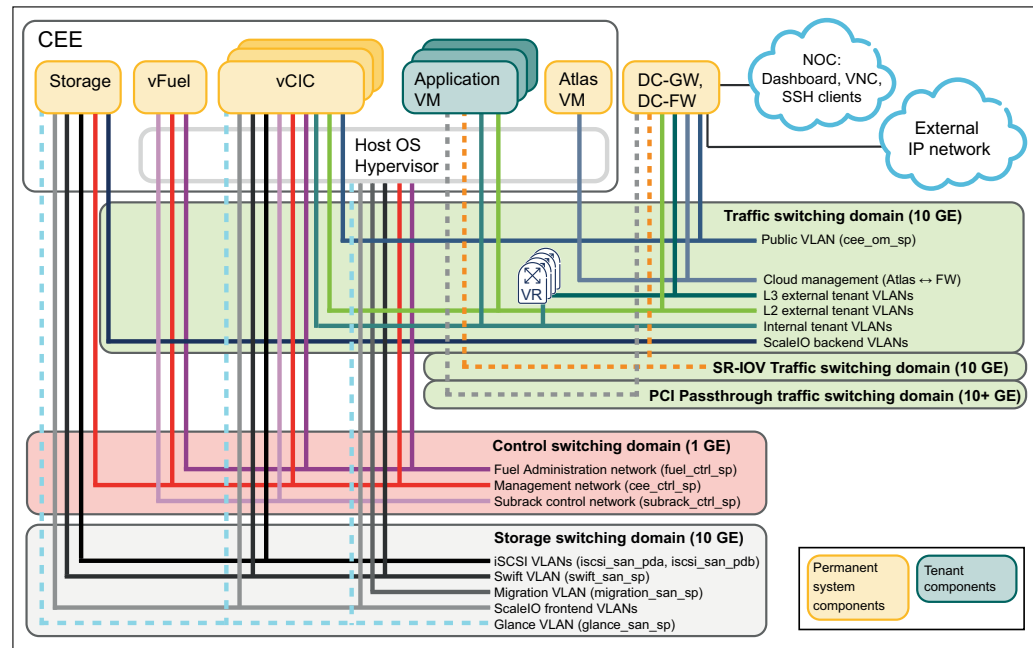 CEE
Storage
vFuel
vCIC
Application
VM
Atlas
VM
DC-GW,
DC-FW
NOC:
Dashboard, VNC,
SSH clients
External
IP network
Host OS
Hypervisor
Traffic switching domain (10 GE)
Public VLAN (cee_om_sp)
VR
Cloud management (Atlas ↔ FW)
L3 external tenant VLANs
L2 external tenant VLANs
Internal tenant VLANs
ScaleIO backend VLANs
SR-IOV Traffic switching domain (10 GE)
PCI Passthrough traffic switching domain (10+ GE)
Control switching domain (1 GE)
Fuel Administration network (fuel_ctrl_sp)
Management network (cee_ctrl_sp)
Subrack control network (subrack_ctrl_sp)
Storage switching domain (10 GE)
iSCSI VLANs (iscsi_san_pda, iscsi_san_pdb)
Swift VLAN (swift_san_sp)
Migration VLAN (migration_san_sp)
ScaleIO frontend VLANs
Glance VLAN (glance_san_sp)
Permanent
system
components
Tenant
components